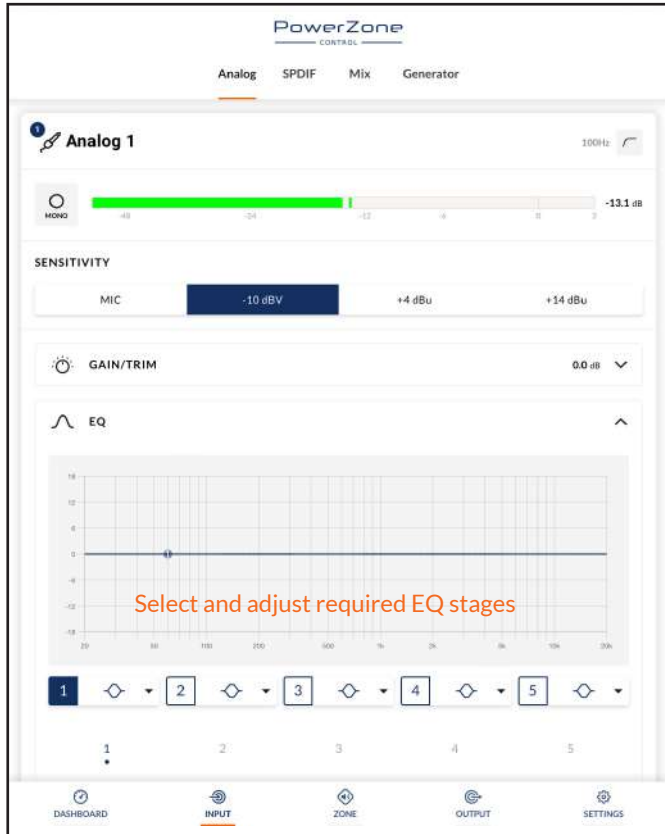 PowerZone
CONTROL
Analog SPDIF Mix Generator
1
Analog 1
100Hz
MONO
-48 -24 -12 -6 0 3
-13.1 dB
SENSITIVITY
MIC -10 dBV +4 dBu +14 dBu
GAIN/TRIM 0.0 dB
EQ
18
12
6
0
-6
-12
-18
Select and adjust required EQ stages
20 50 100 200 500 1k 2k 5k 10k 20k
1 2 3 4 5
1 2 3 4 5
DASHBOARD INPUT ZONE OUTPUT SETTINGS